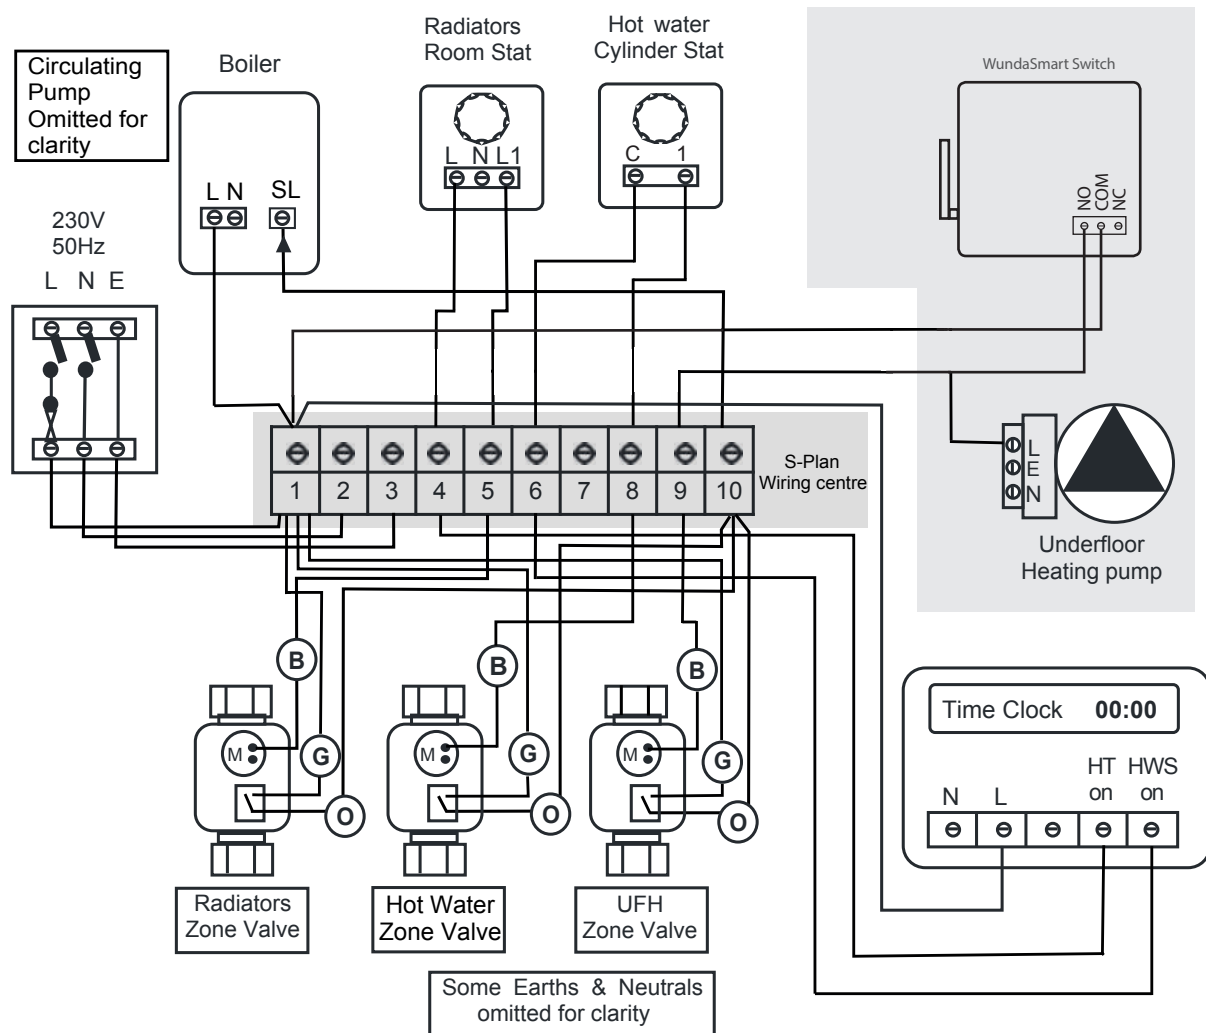 Circulating
Pump
Omitted for
clarity
Boiler
L N
SL
Radiators
Room Stat
L N L1
Hot water
Cylinder Stat
C 1
WundaSmart Switch
NO
COM
NC
230V
50Hz
L N E
1 2 3 4 5 6 7 8 9 10
S-Plan
Wiring centre
L
E
N
Underfloor
Heating pump
B
B
B
M
M
M
G
G
G
O
O
O
Time Clock 00:00
HT HWS
N L on on
Radiators
Zone Valve
Hot Water
Zone Valve
UFH
Zone Valve
Some Earths & Neutrals
omitted for clarity